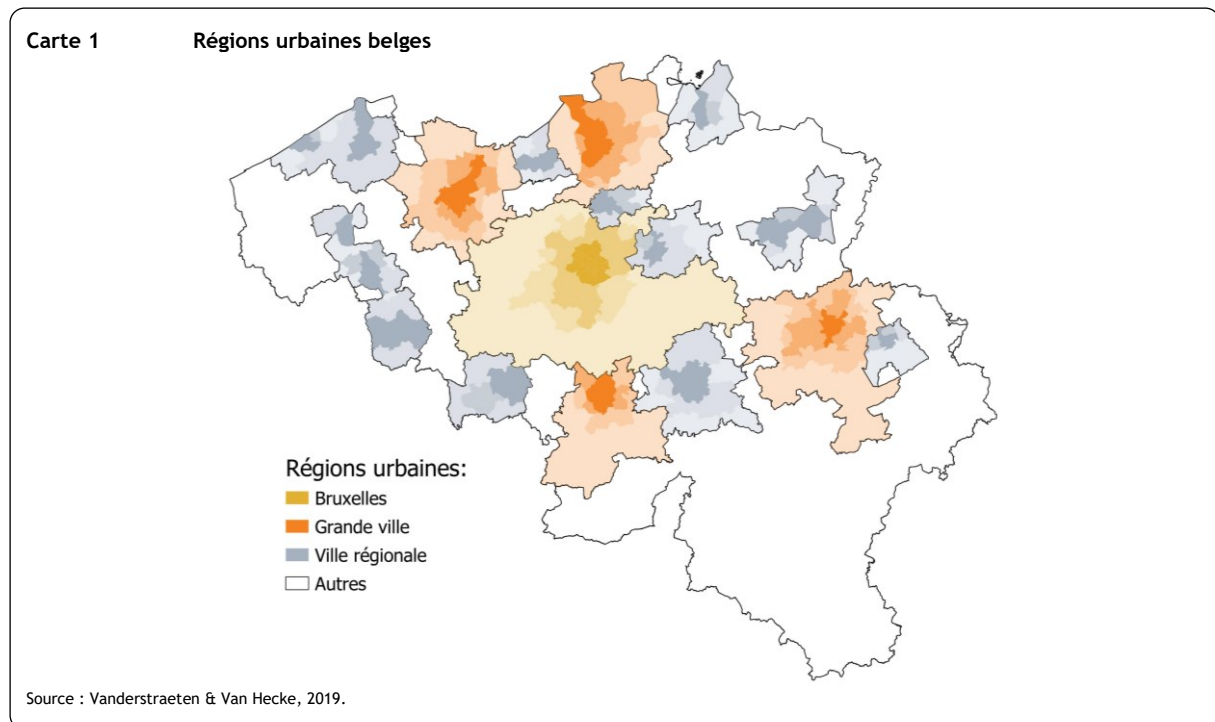 Carte 1 Régions urbaines belges
Régions urbaines:
Bruxelles
Grande ville
Ville régionale
Autres
Source : Vanderstraeten & Van Hecke, 2019.